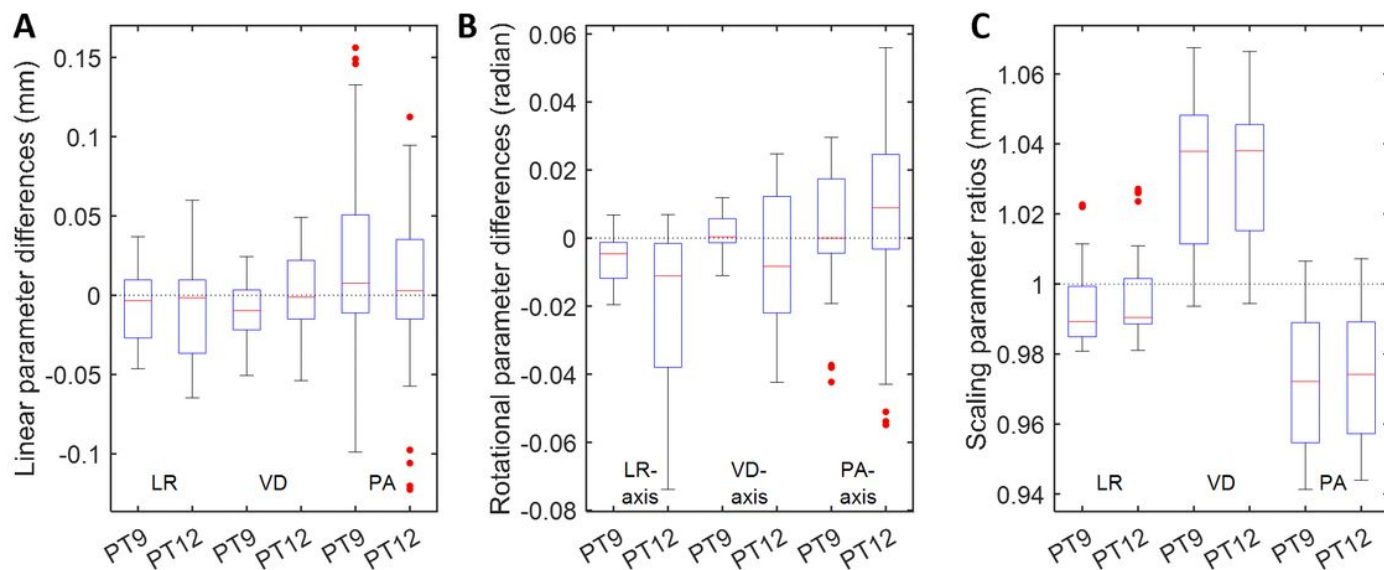 A
Linear parameter differences (mm)
0.15
0.1
0.05
0
-0.05
-0.1
LR
VD
PA
PT9
PT12
PT9
PT12
PT9
PT12
B
Rotational parameter differences (radian)
0.06
0.04
0.02
0
-0.02
-0.04
-0.06
-0.08
LR-
axis
VD-
axis
PA-
axis
PT9
PT12
PT9
PT12
PT9
PT12
C
Scaling parameter ratios (mm)
1.06
1.04
1.02
1
0.98
0.96
0.94
LR
VD
PA
PT9
PT12
PT9
PT12
PT9
PT12